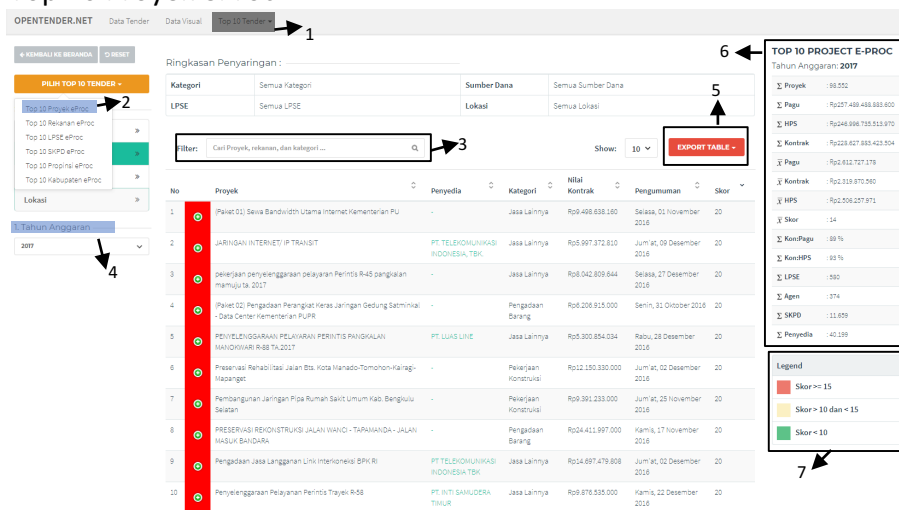 OPENTENDER.NET Data Tender Data Visual Top 10 Tender
1
KEMBALI KE BERANDA RESET
PILIH TOP 10 TENDER
Top 10 Proyek eProc
2
Top 10 Rekanan eProc
Top 10 LPSE eProc
Top 10 SKPD eProc
Top 10 Propinsi eProc
Top 10 Kabupaten eProc
Lokasi
1. Tahun Anggaran
2017
4
Ringkasan Penyaringan :
Kategori Semua Kategori Sumber Dana Semua Sumber Dana
LPSE Semua LPSE Lokasi Semua Lokasi
5
Filter: Cari Proyek, rekanan, dan kategori ...
3
Show: 10 EXPORT TABLE
No Proyek Penyedia Kategori Nilai Kontrak Pengumuman Skor
1 (Paket 01) Sewa Bandwidth Utama Internet Kementerian PU - Jasa Lainnya Rp9.498.638.160 Selasa, 01 November 2016 20
2 JARINGAN INTERNET/ IP TRANSIT PT. TELEKOMUNIKASI INDONESIA, TBK. Jasa Lainnya Rp5.997.372.810 Jum'at, 09 Desember 2016 20
3 pekerjaan penyelenggaraan pelayaran Perintis R-45 pangkalan mamuju ta. 2017 - Jasa Lainnya Rp8.042.809.644 Selasa, 27 Desember 2016 20
4 (Paket 02) Pengadaan Perangkat Keras Jaringan Gedung Satminkal - Data Center Kementerian PUPR - Pengadaan Barang Rp6.206.915.000 Senin, 31 Oktober 2016 20
5 PENYELENGGARAAN PELAYARAN PERINTIS PANGKALAN MANOKWARI R-88 TA.2017 PT. LUAS LINE Jasa Lainnya Rp5.300.854.034 Rabu, 28 Desember 2016 20
6 Preservasi Rehabilitasi Jalan Bts. Kota Manado-Tomohon-Kairagi-Mapanget - Pekerjaan Konstruksi Rp12.150.330.000 Jum'at, 02 Desember 2016 20
7 Pembangunan Jaringan Pipa Rumah Sakit Umum Kab. Bengkulu Selatan - Pekerjaan Konstruksi Rp9.391.233.000 Jum'at, 25 November 2016 20
8 PRESERVASI REKONSTRUKSI JALAN WANCI - TAPAMANDA - JALAN MASUK BANDARA - Pengadaan Barang Rp24.411.997.000 Kamis, 17 November 2016 20
9 Pengadaan Jasa Langganan Link Interkoneksi BPK RI PT TELEKOMUNIKASI INDONESIA TBK Jasa Lainnya Rp14.697.479.808 Jum'at, 02 Desember 2016 20
10 Penyelenggaraan Pelayanan Perintis Trayek R-58 PT. INTI SAMUDERA TIMUR Jasa Lainnya Rp9.876.535.000 Kamis, 22 Desember 2016 20
6
TOP 10 PROJECT E-PROC
Tahun Anggaran: 2017
Σ Proyek : 98.552
Σ Pagu : Rp257.489.488.883.600
Σ HPS : Rp246.896.735.513.970
Σ Kontrak : Rp228.627.883.423.504
x̅ Pagu : Rp2.612.727.178
x̅ Kontrak : Rp2.319.870.560
x̅ HPS : Rp2.506.257.971
x̅ Skor : 14
Σ Kon:Pagu : 89 %
Σ Kon:HPS : 93 %
Σ LPSE : 590
Σ Agen : 374
Σ SKPD : 11.659
Σ Penyedia : 40.199
Legend
Skor >= 15
Skor > 10 dan < 15
Skor < 10
7